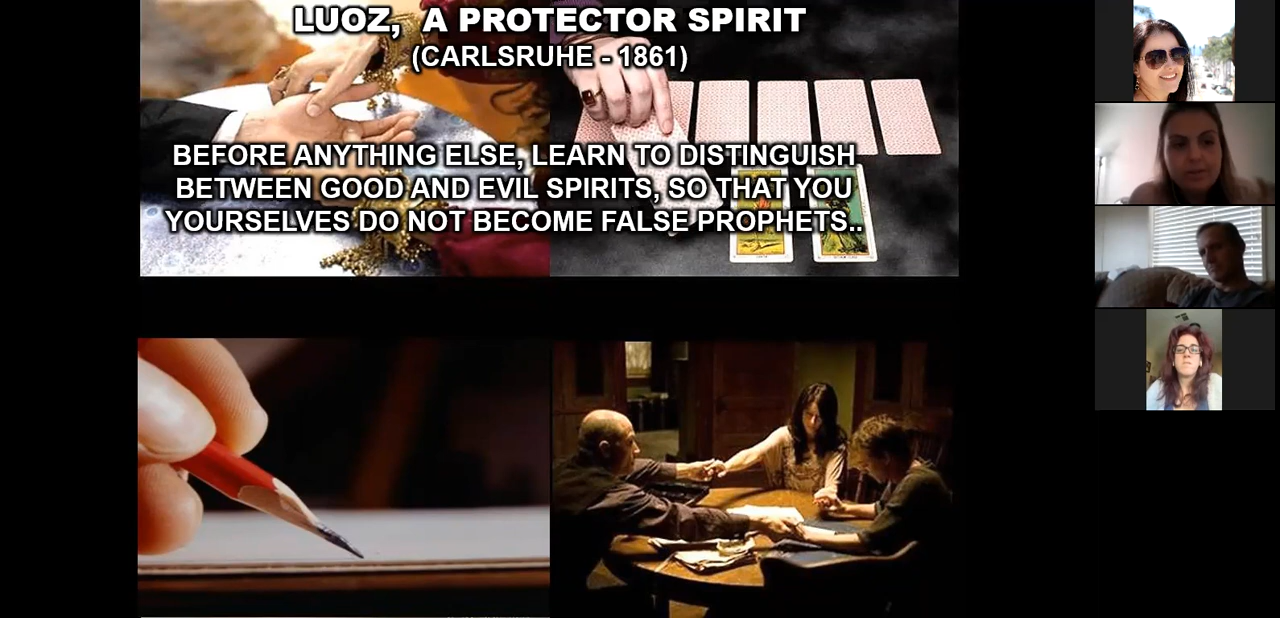 LUOZ, A PROTECTOR SPIRIT
(CARLSRUHE - 1861)
BEFORE ANYTHING ELSE, LEARN TO DISTINGUISH
BETWEEN GOOD AND EVIL SPIRITS, SO THAT YOU
YOURSELVES DO NOT BECOME FALSE PROPHETS..